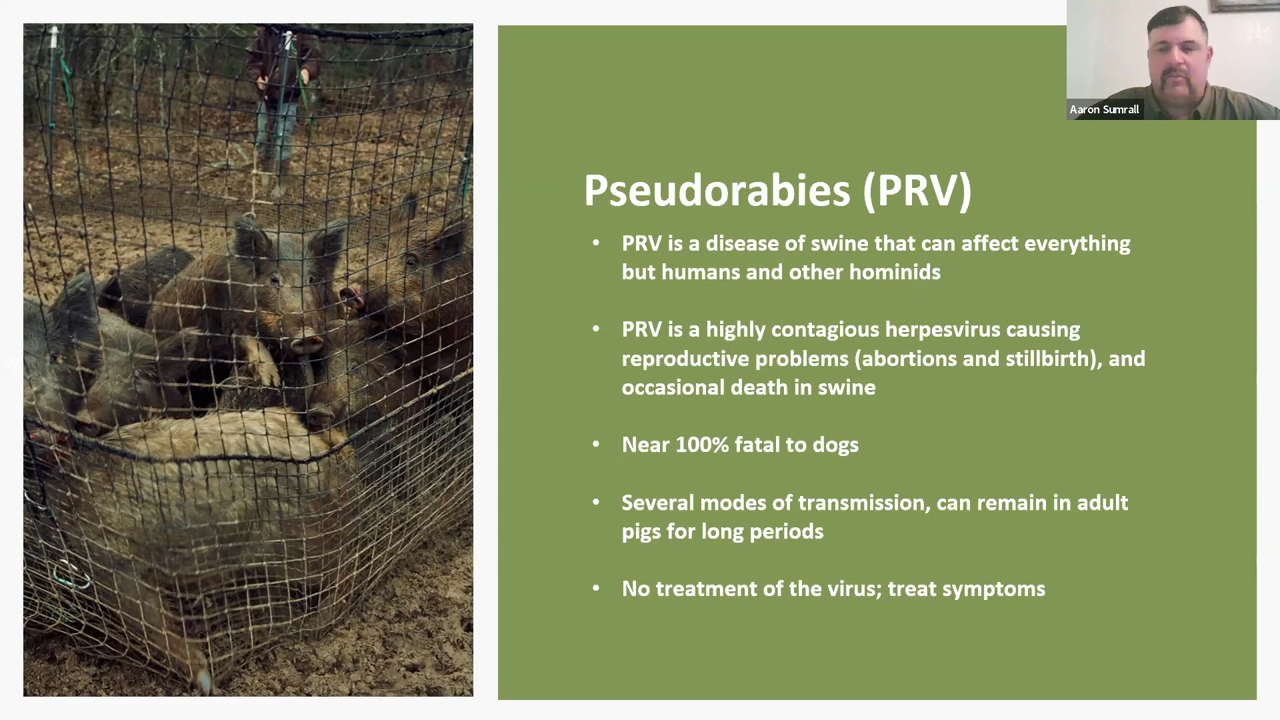 Aaron Sumrall
Pseudorabies (PRV)
• PRV is a disease of swine that can affect everything
but humans and other hominids
• PRV is a highly contagious herpesvirus causing
reproductive problems (abortions and stillbirth), and
occasional death in swine
• Near 100% fatal to dogs
• Several modes of transmission, can remain in adult
pigs for long periods
• No treatment of the virus; treat symptoms